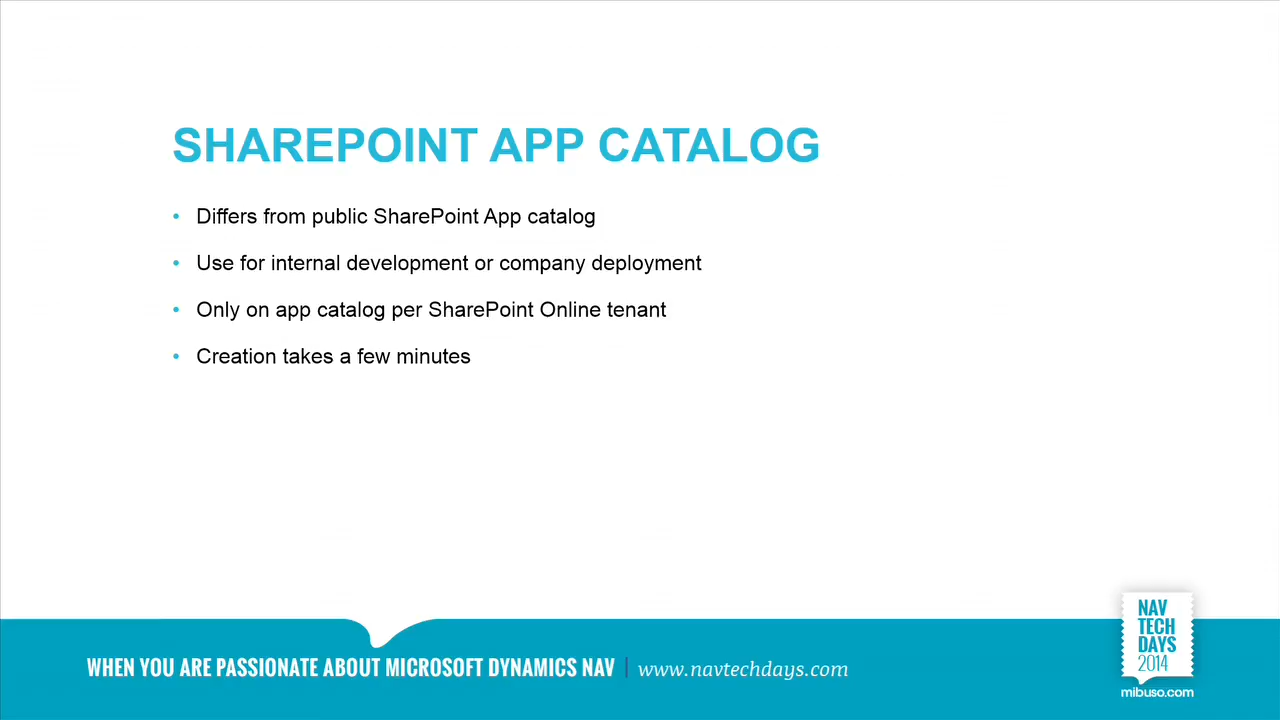 SHAREPOINT APP CATALOG
• Differs from public SharePoint App catalog
• Use for internal development or company deployment
• Only on app catalog per SharePoint Online tenant
• Creation takes a few minutes
WHEN YOU ARE PASSIONATE ABOUT MICROSOFT DYNAMICS NAV | www.navtechdays.com
NAV
TECH
DAYS
2014
mibuso.com